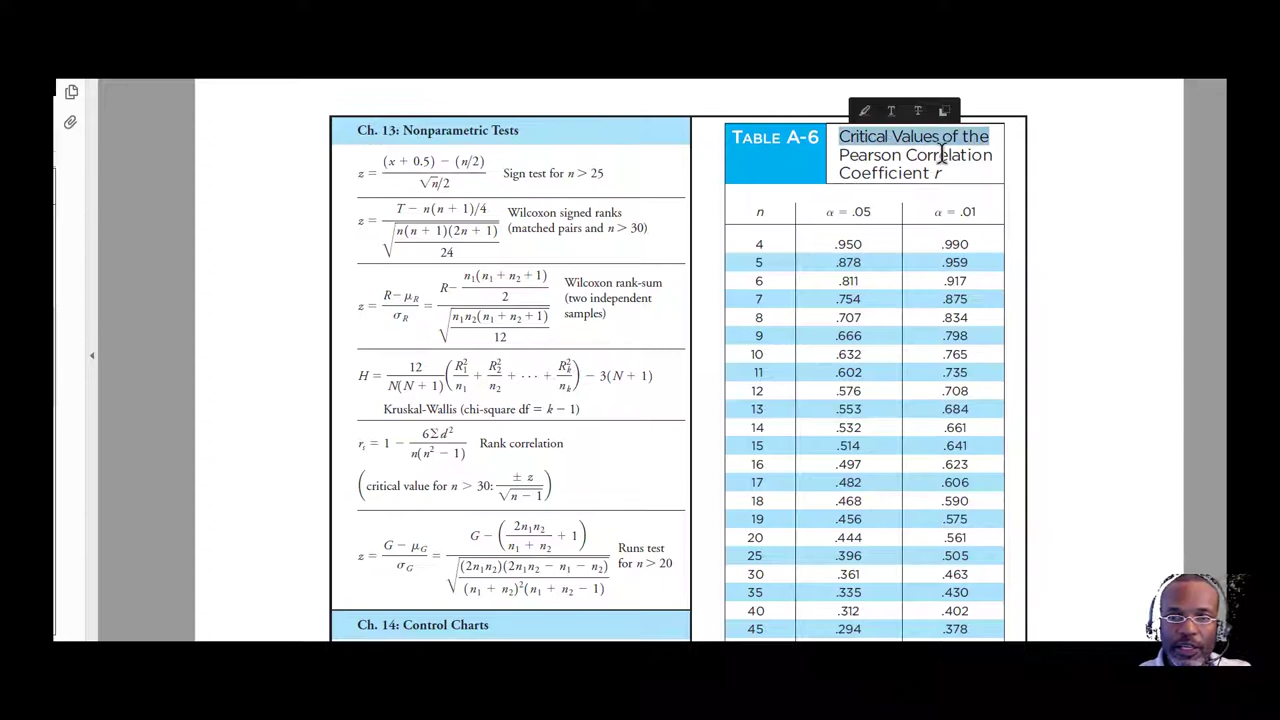 Ch. 13: Nonparametric Tests
z = (x + 0.5) − (n/2) / √n/2 Sign test for n > 25
z = T − n(n + 1)/4 / √n(n + 1)(2n + 1) / 24 Wilcoxon signed ranks
(matched pairs and n > 30)
z = R − μR / σR = R− n1(n1 + n2 + 1) / 2 / √n1n2(n1 + n2 + 1) / 12 Wilcoxon rank-sum
(two independent
samples)
H = 12 / N(N + 1) (R1² / n1 + R2² / n2 + · · · + Rk² / nk) − 3(N + 1)
Kruskal-Wallis (chi-square df = k − 1)
rs = 1 − 6Σd² / n(n² − 1) Rank correlation
(critical value for n > 30: ± z / √n − 1)
z = G − μG / σG = G − (2n1n2 / n1 + n2 + 1) / √(2n1n2)(2n1n2 − n1 − n2) / (n1 + n2)²(n1 + n2 − 1) Runs test
for n > 20
Ch. 14: Control Charts
TABLE A-6
Critical Values of the
Pearson Correlation
Coefficient r
n α = .05 α = .01
4 .950 .990
5 .878 .959
6 .811 .917
7 .754 .875
8 .707 .834
9 .666 .798
10 .632 .765
11 .602 .735
12 .576 .708
13 .553 .684
14 .532 .661
15 .514 .641
16 .497 .623
17 .482 .606
18 .468 .590
19 .456 .575
20 .444 .561
25 .396 .505
30 .361 .463
35 .335 .430
40 .312 .402
45 .294 .378